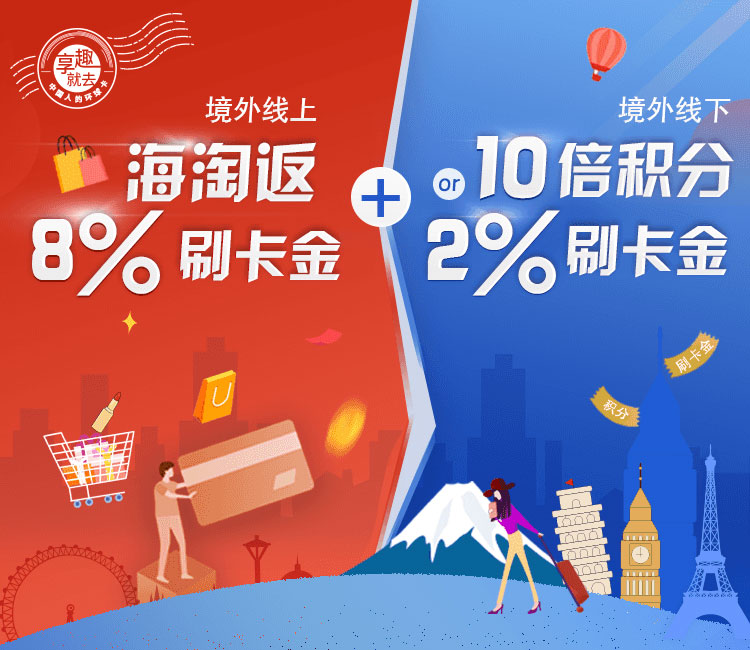 享趣
就去
中国人的环球卡
境外线上
海淘返
8%刷卡金
+
境外线下
or 10倍积分
2%刷卡金
刷卡金
积分